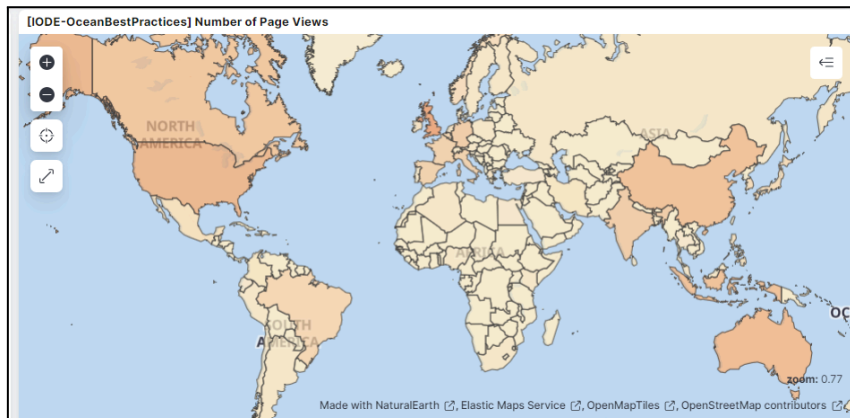 [IODE-OceanBestPractices] Number of Page Views
NORTH
AMERICA
ASIA
AFRICA
OC
SOUTH
AMERICA
zoom: 0.77
Made with NaturalEarth, Elastic Maps Service, OpenMapTiles, OpenStreetMap contributors